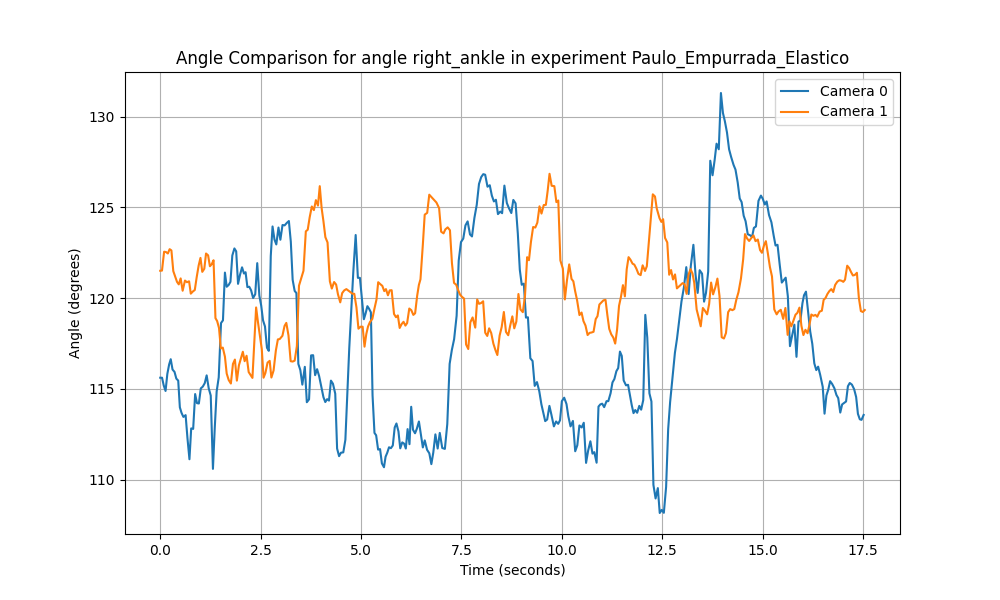 Angle Comparison for angle right_ankle in experiment Paulo_Empurrada_Elastico
Camera 0
Camera 1
130
125
120
115
110
Angle (degrees)
0.0 2.5 5.0 7.5 10.0 12.5 15.0 17.5
Time (seconds)